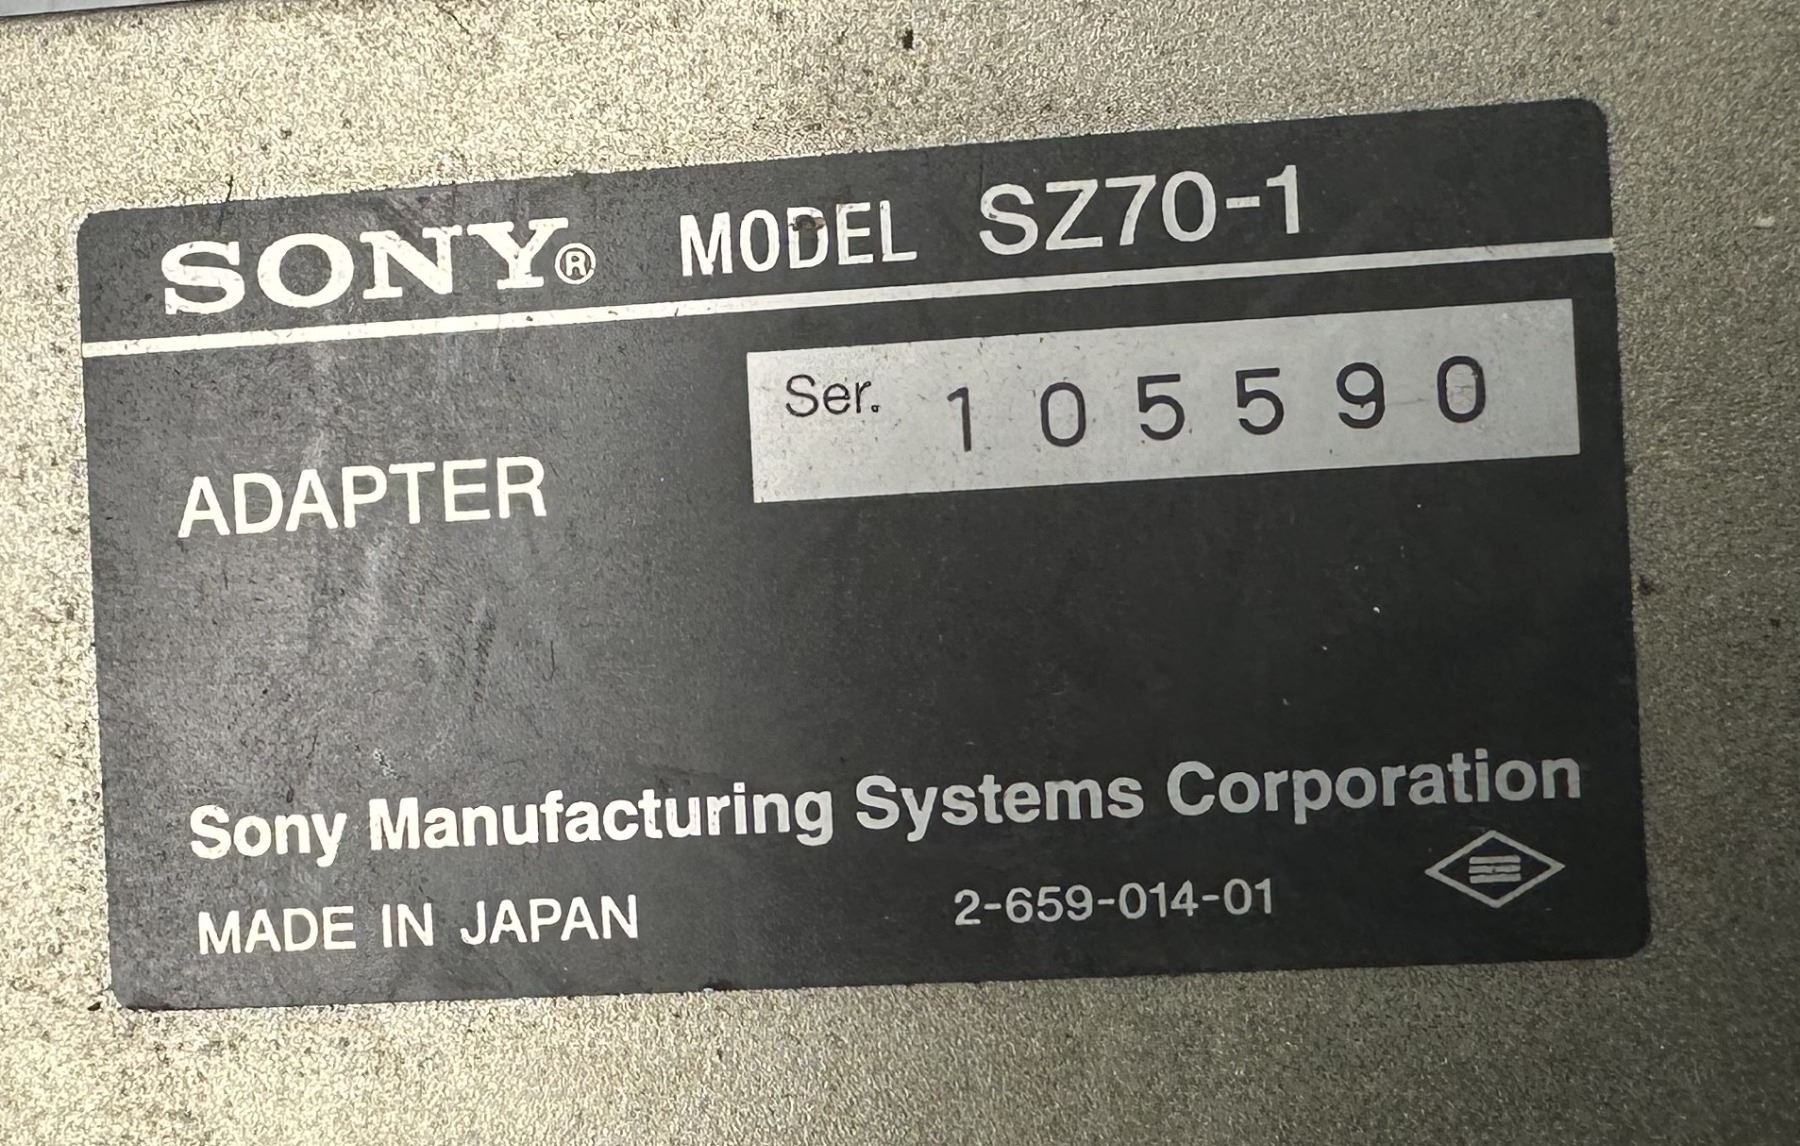 SONY® MODEL SZ70-1
Ser. 105590
ADAPTER
Sony Manufacturing Systems Corporation
MADE IN JAPAN 2-659-014-01